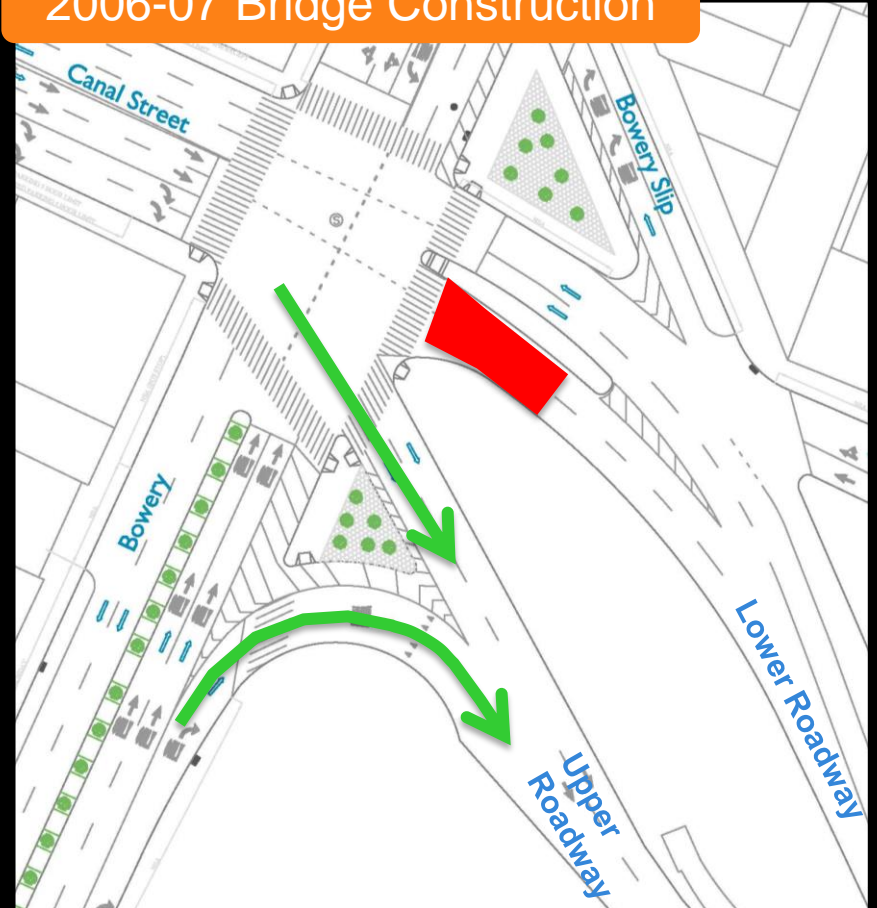 2006-07 Bridge Construction
Canal Street
Bowery Slip
S
Bowery
Lower Roadway
Upper
Roadway